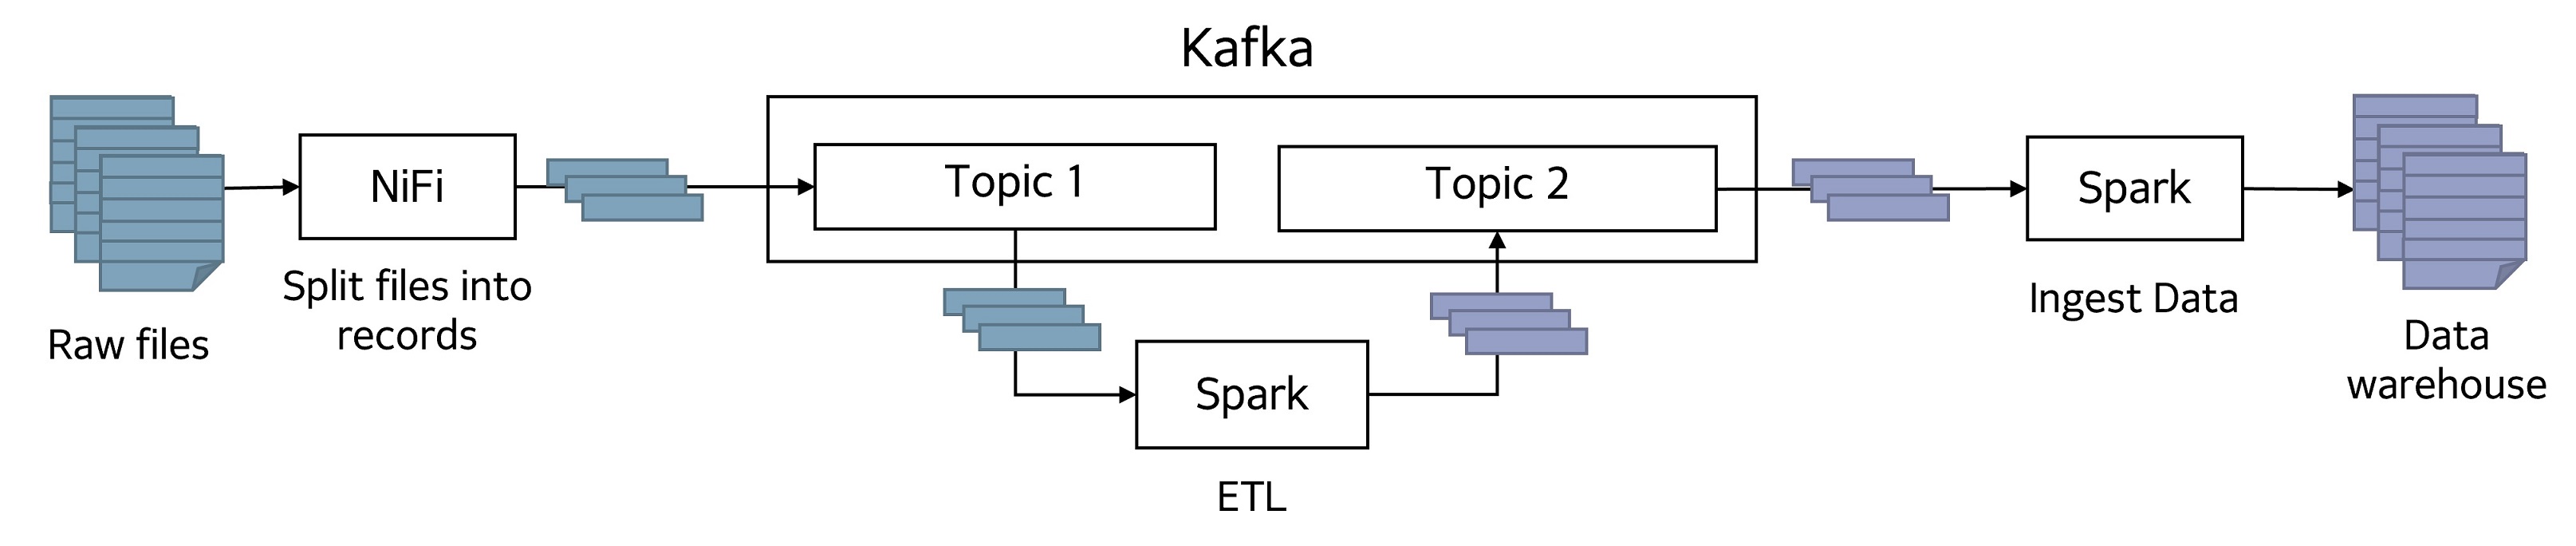 Kafka
NiFi
Topic 1
Topic 2
Spark
Split files into
records
Ingest Data
Raw files
Data
warehouse
Spark
ETL